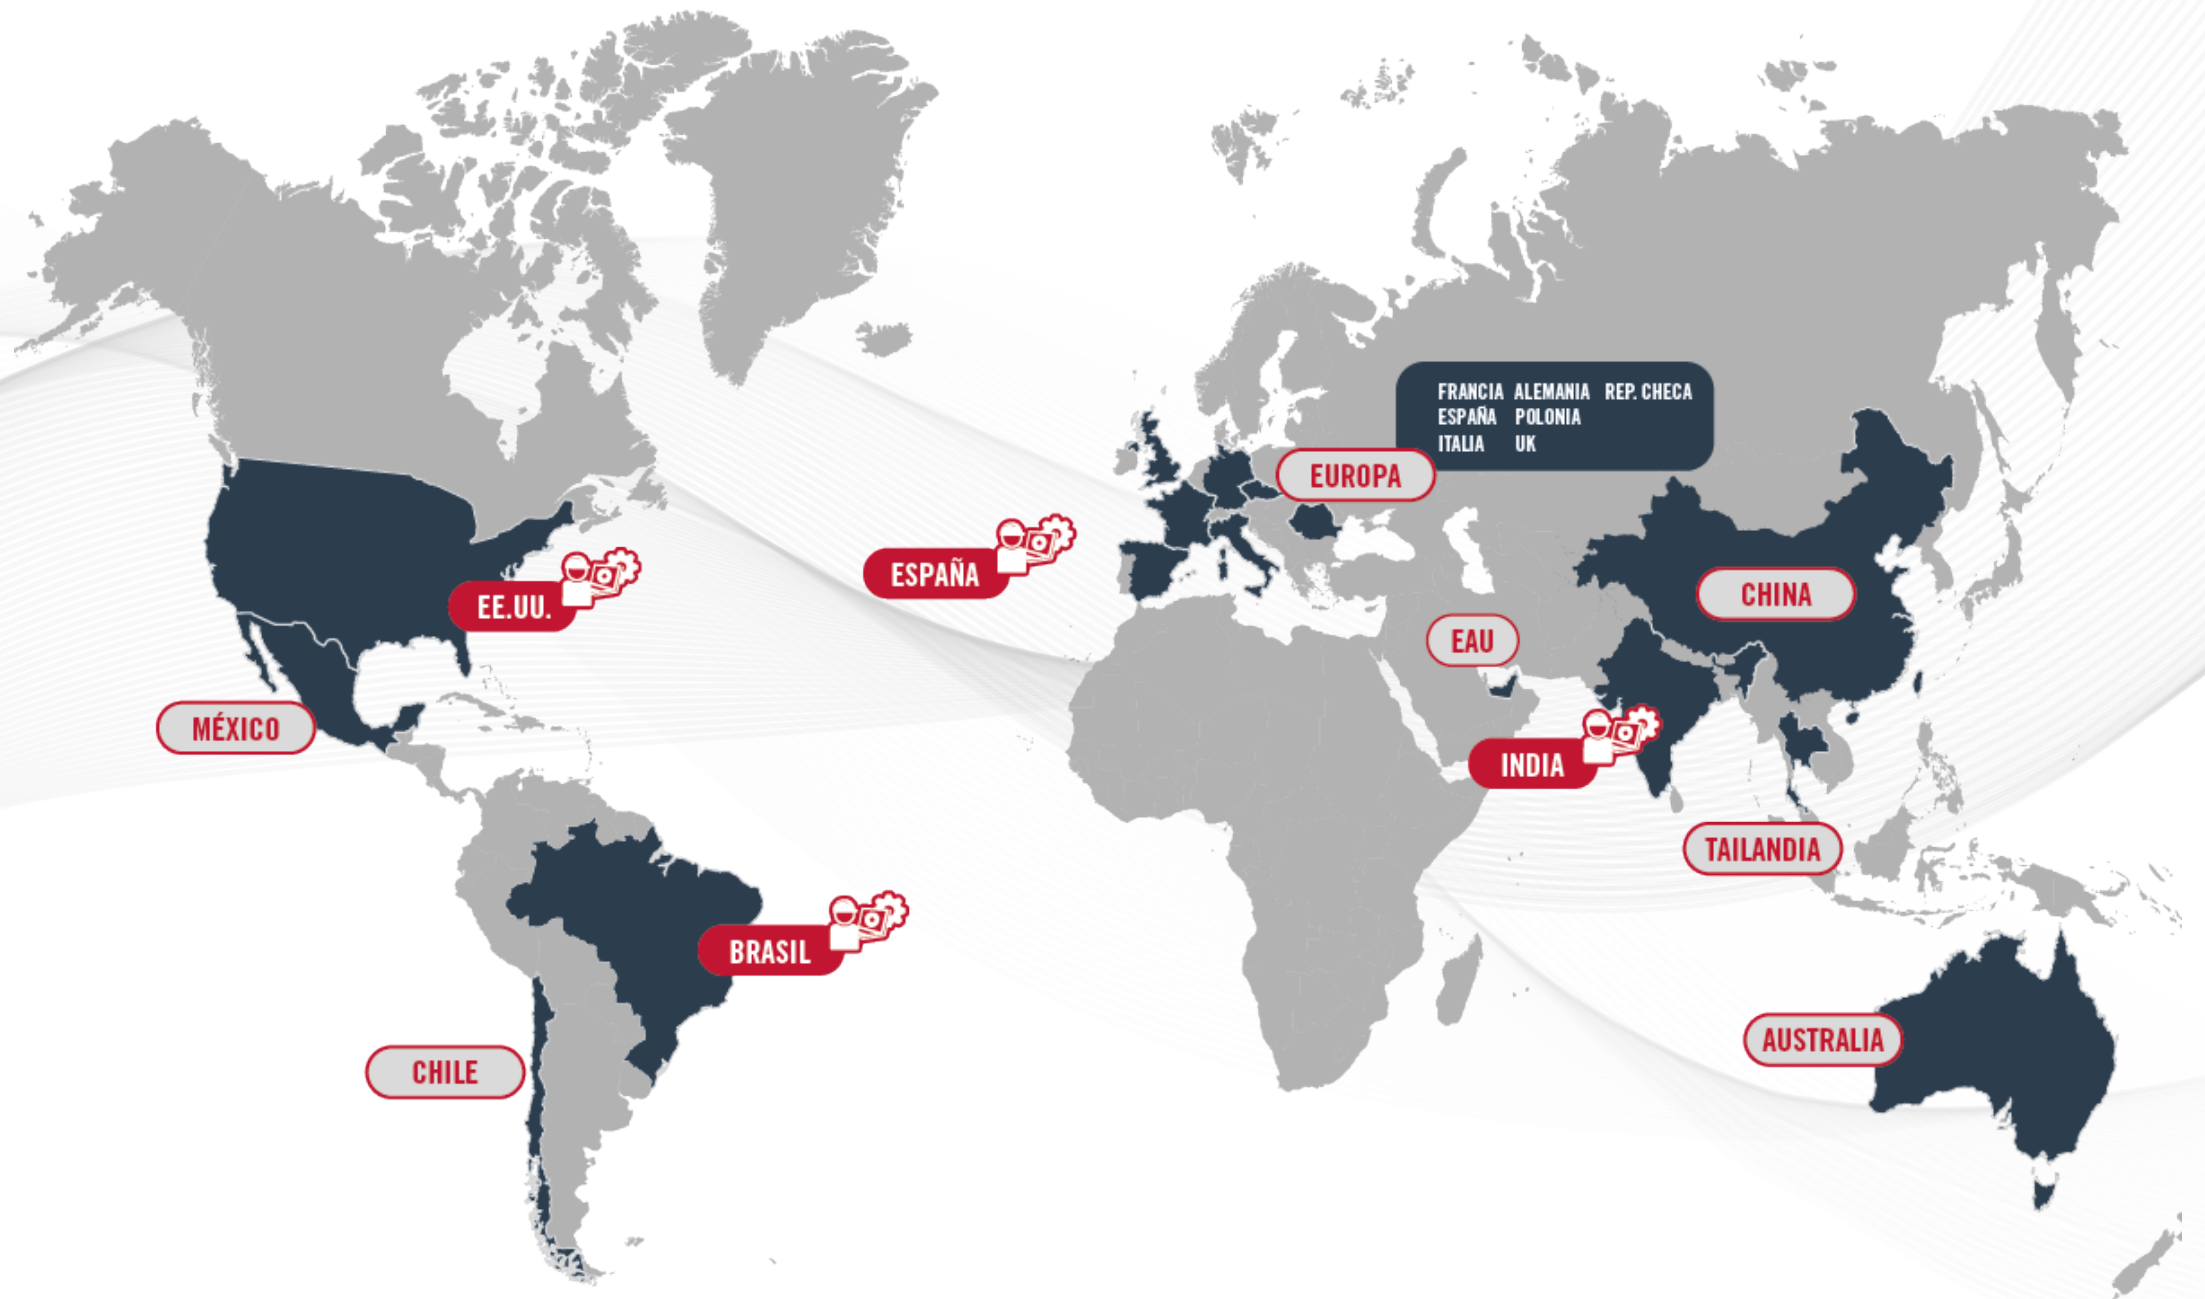 FRANCIA ALEMANIA REP. CHECA
ESPAÑA POLONIA
ITALIA UK
EUROPA
ESPAÑA
EE.UU.
CHINA
EAU
MÉXICO
INDIA
TAILANDIA
BRASIL
AUSTRALIA
CHILE